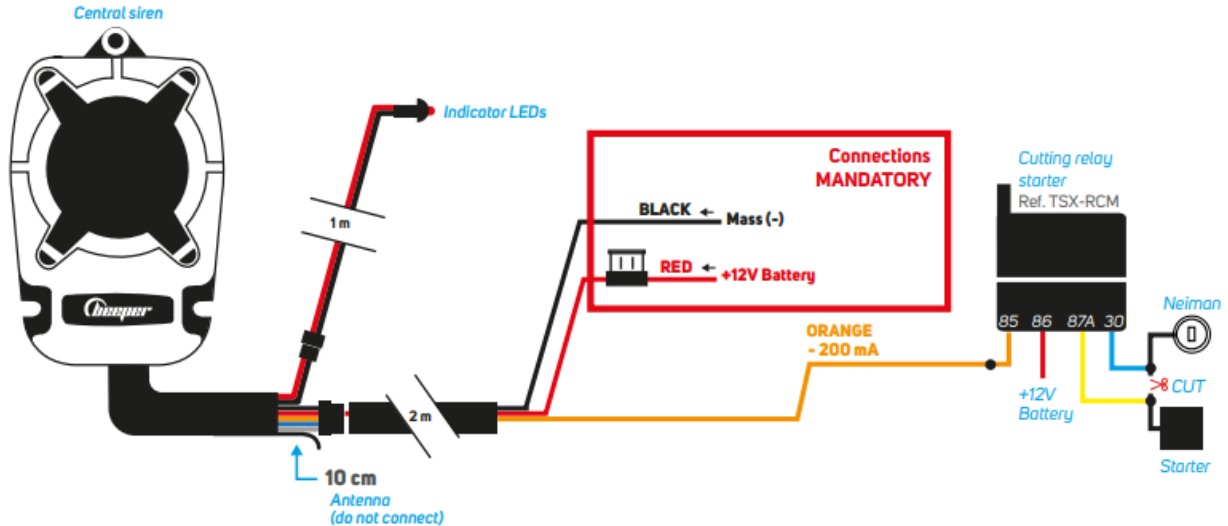 Central siren
Indicator LEDs
Connections
MANDATORY
BLACK
Mass (-)
RED
+12V Battery
Cutting relay
starter
Ref. TSX-RCM
1 m
beeper
85 86 87A 30
Neiman
ORANGE
- 200 mA
CUT
+12V
Battery
2 m
Starter
10 cm
Antenna
(do not connect)